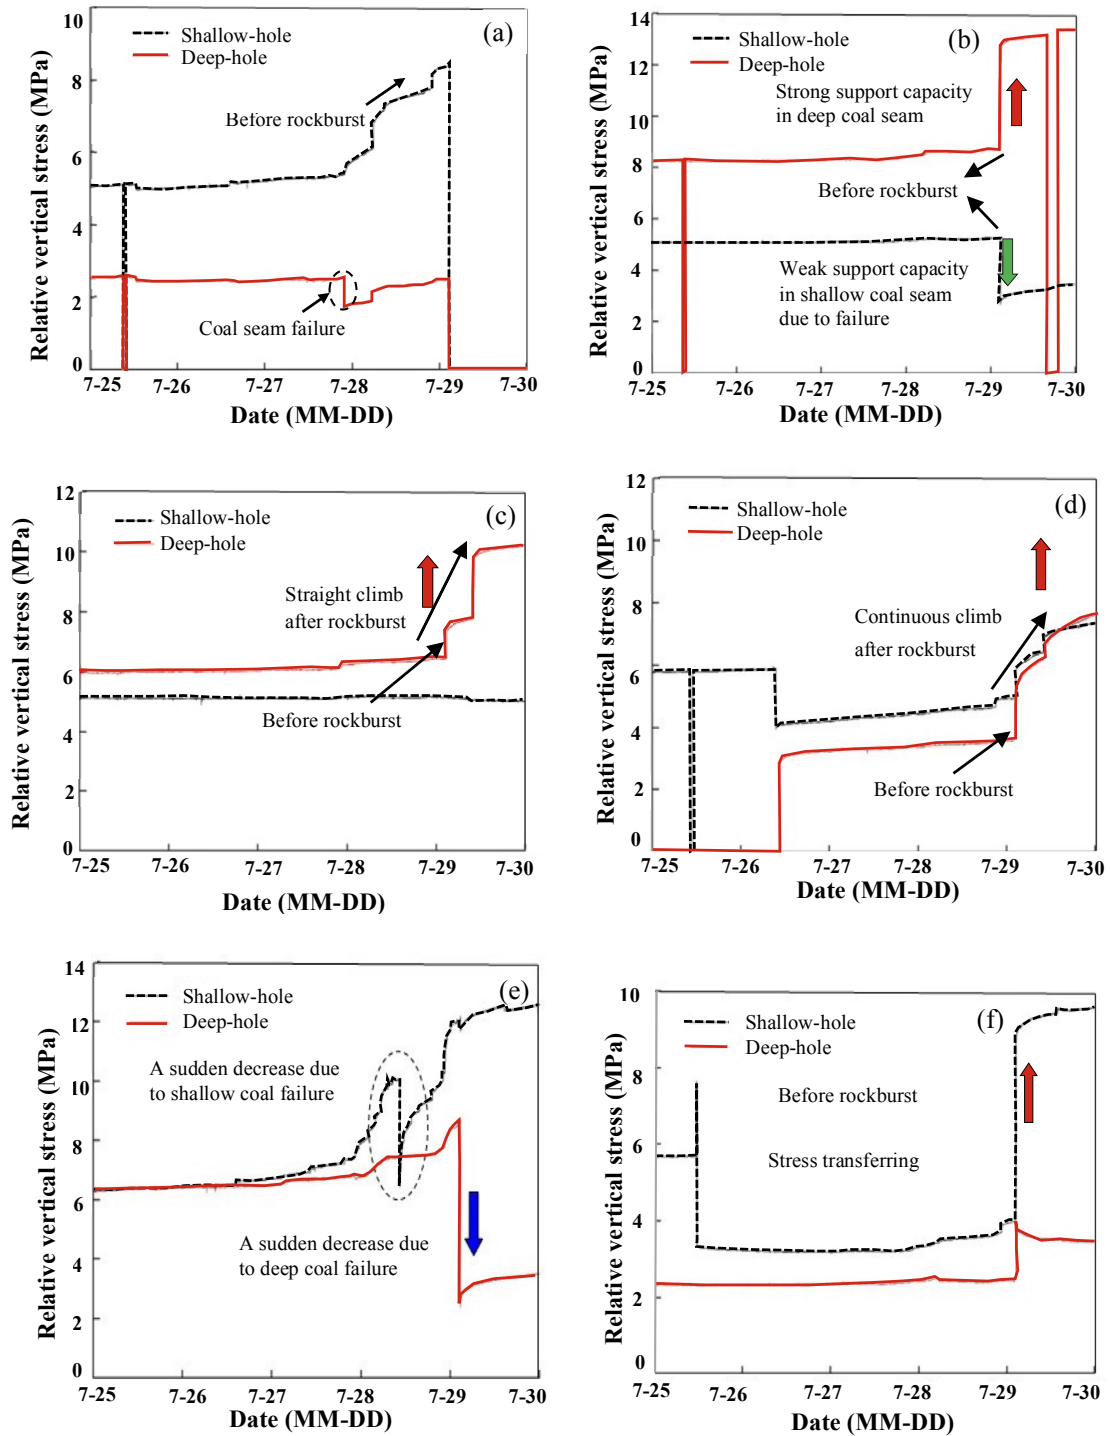 (a)
Shallow-hole
Deep-hole
Before rockburst
Coal seam failure
Relative vertical stress (MPa)
10
8
6
4
2
0
7-25 7-26 7-27 7-28 7-29 7-30
Date (MM-DD)
(b)
Shallow-hole
Deep-hole
Strong support capacity
in deep coal seam
Before rockburst
Weak support capacity
in shallow coal seam
due to failure
Relative vertical stress (MPa)
14
12
10
8
6
4
2
0
7-25 7-26 7-27 7-28 7-29 7-30
Date (MM-DD)
(c)
Shallow-hole
Deep-hole
Straight climb
after rockburst
Before rockburst
Relative vertical stress (MPa)
12
10
8
6
4
2
0
7-25 7-26 7-27 7-28 7-29 7-30
Date (MM-DD)
(d)
Shallow-hole
Deep-hole
Continuous climb
after rockburst
Before rockburst
Relative vertical stress (MPa)
12
10
8
6
4
2
0
7-25 7-26 7-27 7-28 7-29 7-30
Date (MM-DD)
(e)
Shallow-hole
Deep-hole
A sudden decrease due
to shallow coal failure
A sudden decrease due
to deep coal failure
Relative vertical stress (MPa)
14
12
10
8
6
4
2
0
7-25 7-26 7-27 7-28 7-29 7-30
Date (MM-DD)
(f)
Shallow-hole
Deep-hole
Before rockburst
Stress transferring
Relative vertical stress (MPa)
10
8
6
4
2
0
7-25 7-26 7-27 7-28 7-29 7-30
Date (MM-DD)